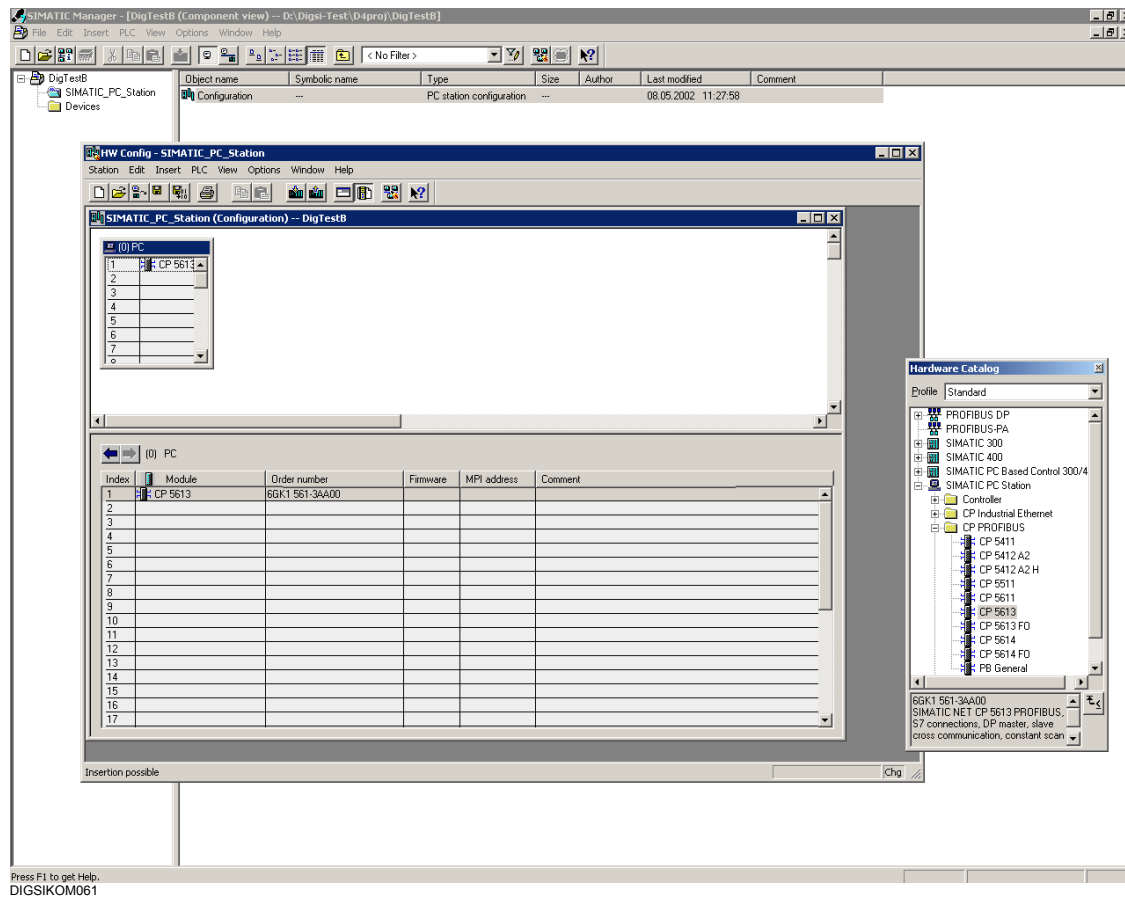 SIMATIC Manager - [DigTestB (Component view) -- D:\Digsi-Test\D4proj\DigTestB]
File Edit Insert PLC View Options Window Help
< No Filter >
DigTestB
SIMATIC_PC_Station
Devices
Object name Symbolic name Type Size Author Last modified Comment
Configuration --- PC station configuration --- 08.05.2002 11:27:58
HW Config - SIMATIC_PC_Station
Station Edit Insert PLC View Options Window Help
SIMATIC_PC_Station (Configuration) -- DigTestB
(0) PC
1 CP 5613
2
3
4
5
6
7
(0) PC
Index Module Order number Firmware MPI address Comment
1 CP 5613 6GK1 561-3AA00
2
3
4
5
6
7
8
9
10
11
12
13
14
15
16
17
Insertion possible Chg
Hardware Catalog
Profile Standard
PROFIBUS DP
PROFIBUS-PA
SIMATIC 300
SIMATIC 400
SIMATIC PC Based Control 300/4
SIMATIC PC Station
Controller
CP Industrial Ethernet
CP PROFIBUS
CP 5411
CP 5412 A2
CP 5412 A2 H
CP 5511
CP 5611
CP 5613
CP 5613 FO
CP 5614
CP 5614 FO
PB General
6GK1 561-3AA00
SIMATIC NET CP 5613 PROFIBUS,
S7 connections, DP master, slave
cross communication, constant scan
Press F1 to get Help.
DIGSIKOM061